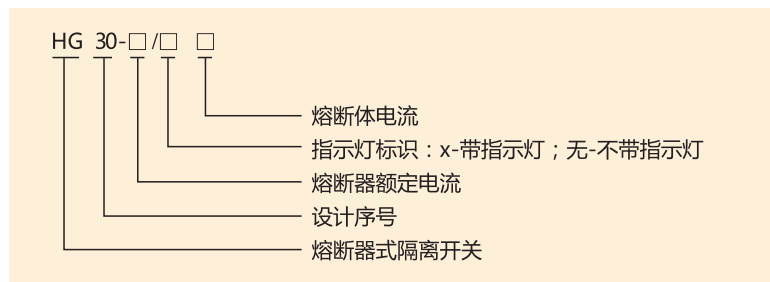 HG 30-□/□ □
熔断体电流
指示灯标识：x-带指示灯；无-不带指示灯
熔断器额定电流
设计序号
熔断器式隔离开关